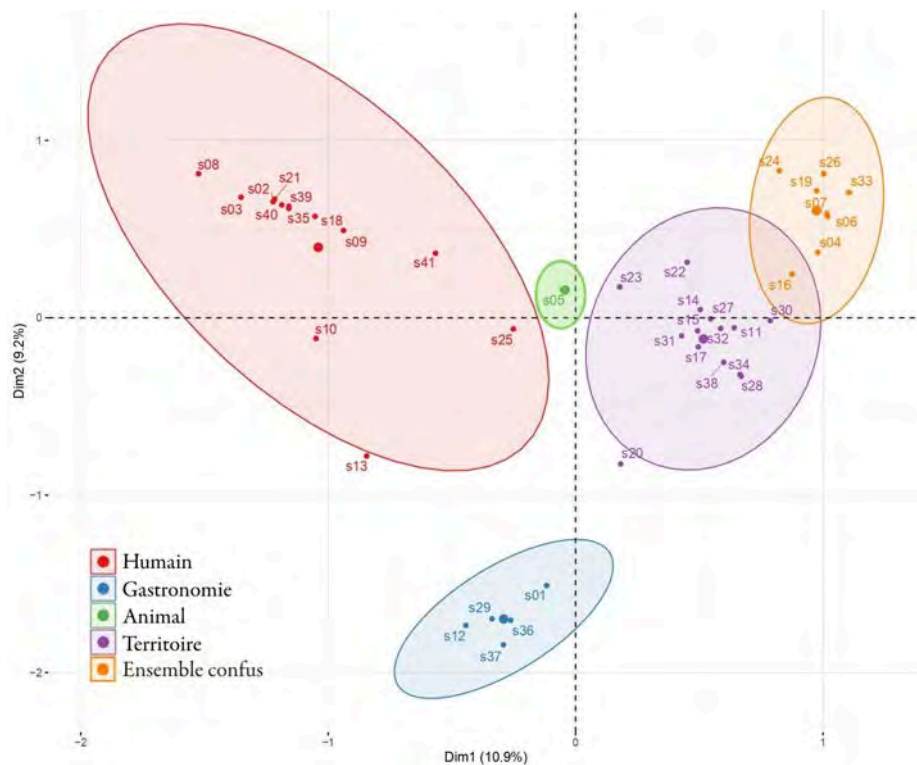 s08
s02
s21
s39
s03
s40
s35
s18
s09
s41
s10
s25
s13
s05
s24
s26
s19
s33
s07
s06
s04
s16
s23
s22
s14
s27
s30
s15
s11
s31
s32
s17
s34
s38
s28
s20
s01
s29
s12
s36
s37
1
0
-1
-2
Dim2 (9.2%)
Humain
Gastronomie
Animal
Territoire
Ensemble confus
-2
-1
0
1
Dim1 (10.9%)